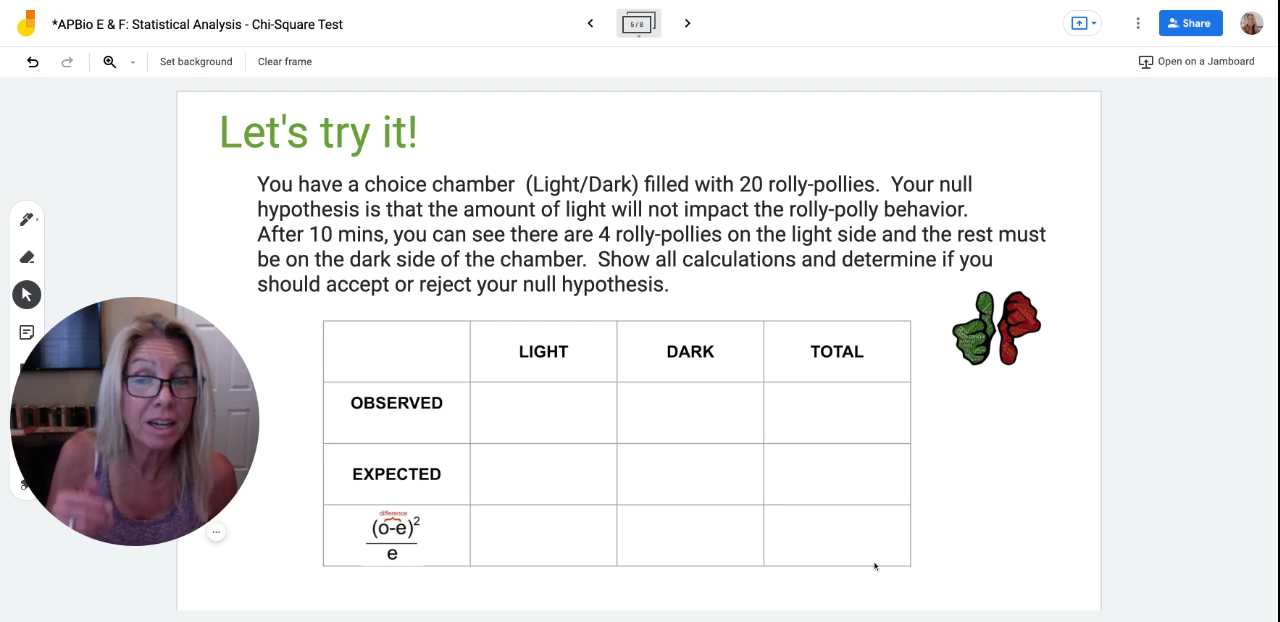 *APBio E & F: Statistical Analysis - Chi-Square Test
5/8
Share
Set background
Clear frame
Open on a Jamboard
Let's try it!
You have a choice chamber (Light/Dark) filled with 20 rolly-pollies. Your null
hypothesis is that the amount of light will not impact the rolly-polly behavior.
After 10 mins, you can see there are 4 rolly-pollies on the light side and the rest must
be on the dark side of the chamber. Show all calculations and determine if you
should accept or reject your null hypothesis.
LIGHT DARK TOTAL
OBSERVED
EXPECTED
difference
(o-e)²
e